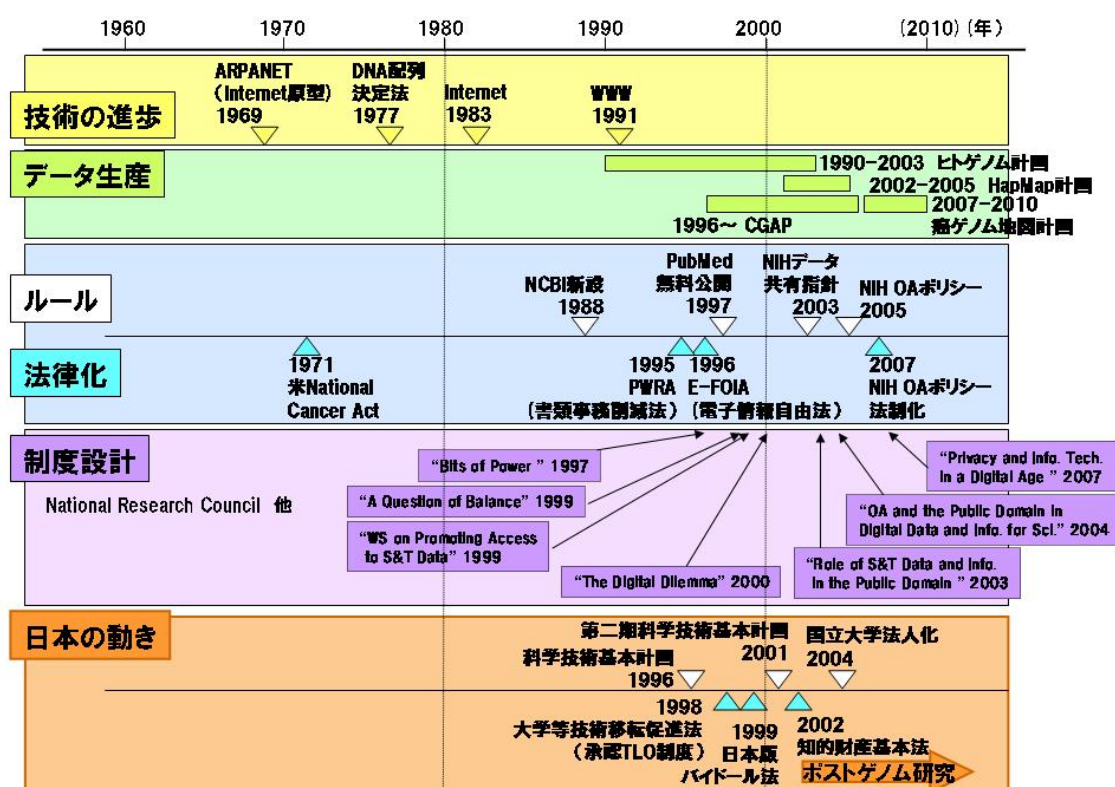 1960 1970 1980 1990 2000 (2010)(年)
技術の進歩
ARPANET
(Internet原型)
1969
DNA配列
決定法
1977
Internet
1983
WWW
1991
データ生産
1990-2003 ヒトゲノム計画
2002-2005 HapMap計画
2007-2010
癌ゲノム地図計画
1996~ CGAP
ルール
NCBI新設
1988
PubMed
無料公開
1997
NIHデータ
共有指針
2003
NIH OAポリシー
2005
法律化
1971
米National
Cancer Act
1995
PWRA
(書類事務削減法)
1996
E-FOIA
(電子情報自由法)
2007
NIH OAポリシー
法制化
制度設計
National Research Council 他
“Bits of Power ” 1997
“A Question of Balance” 1999
“WS on Promoting Access
to S&T Data” 1999
“The Digital Dilemma” 2000
“Privacy and Info. Tech.
in a Digital Age ” 2007
“OA and the Public Domain in
Digital Data and Info. for Sci.” 2004
“Role of S&T Data and Info.
in the Public Domain ” 2003
日本の動き
科学技術基本計画
1996
第二期科学技術基本計画
2001
国立大学法人化
2004
1998
大学等技術移転促進法
(承認TLO制度)
1999
日本版
バイドール法
2002
知的財産基本法
ポストゲノム研究